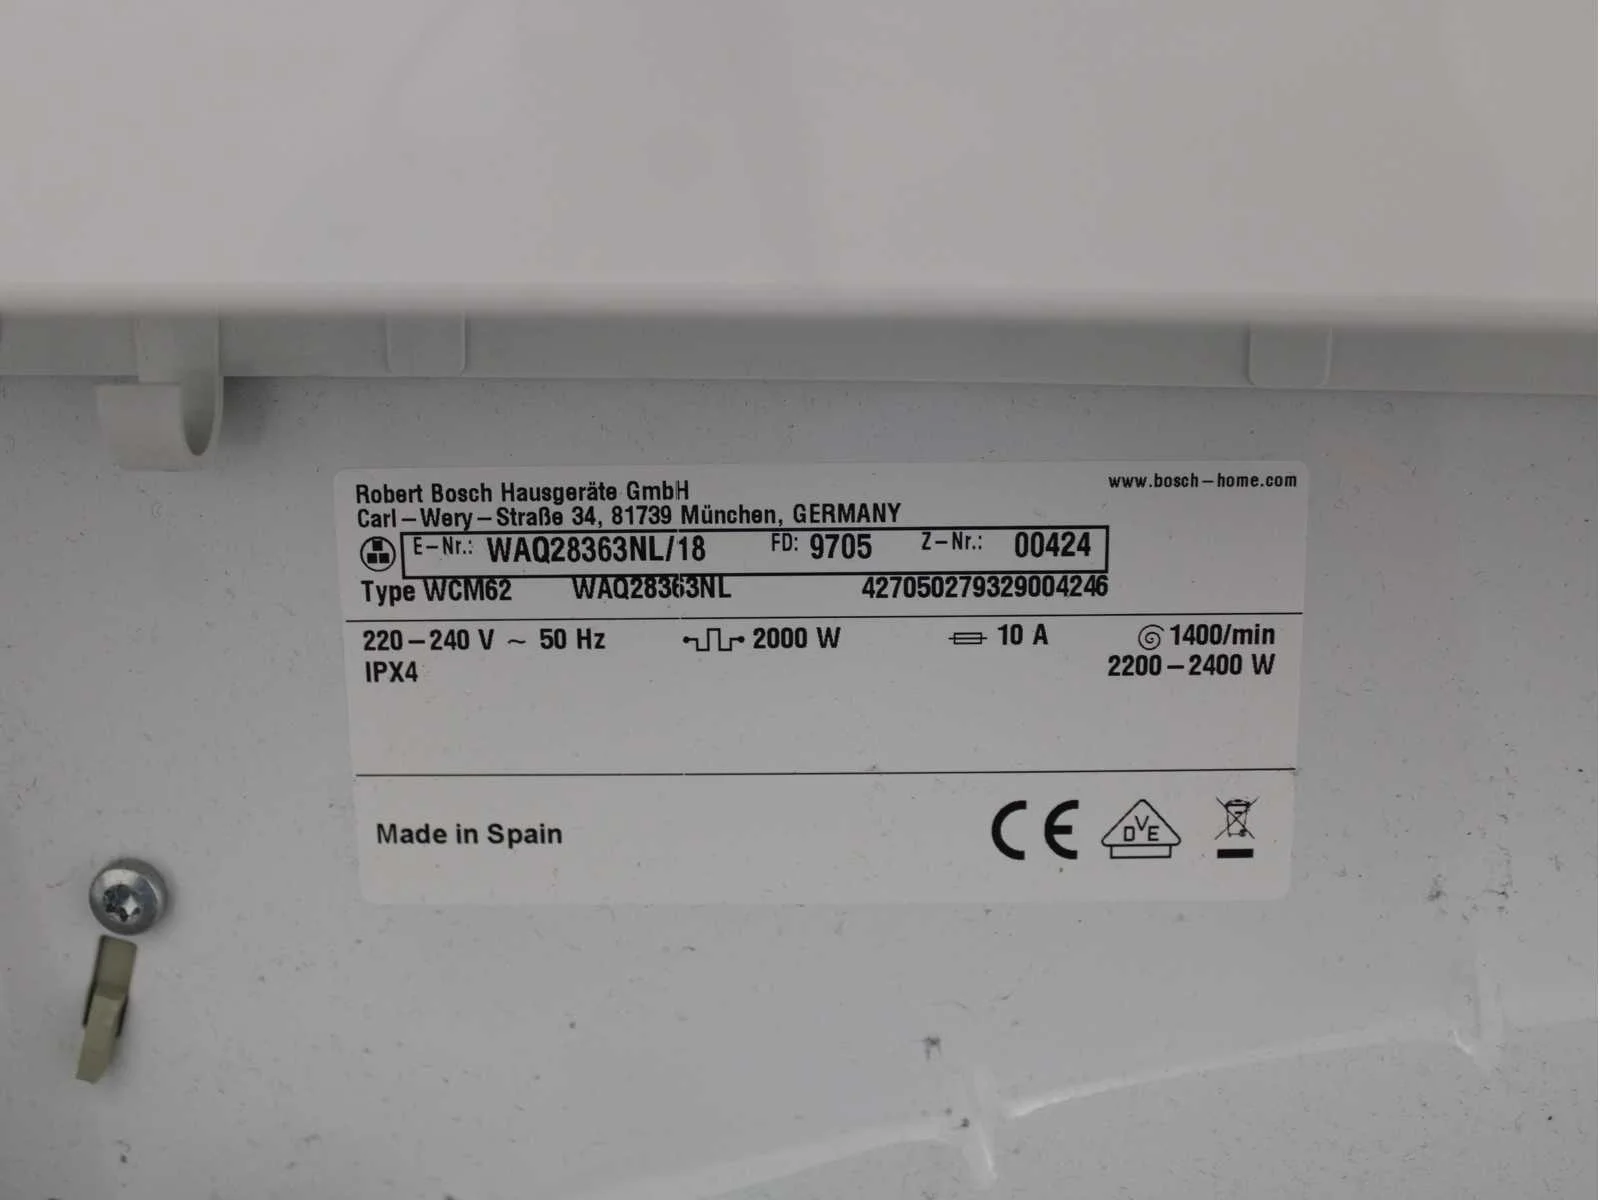 www.bosch-home.com
Robert Bosch Hausgeräte GmbH
Carl-Wery-Straße 34, 81739 München, GERMANY
E-Nr.: WAQ28363NL/18 FD: 9705 Z-Nr.: 00424
Type WCM62 WAQ28363NL 427050279329004246
220-240 V ~ 50 Hz 2000 W 10 A 1400/min
IPX4 2200-2400 W
Made in Spain CE DVE